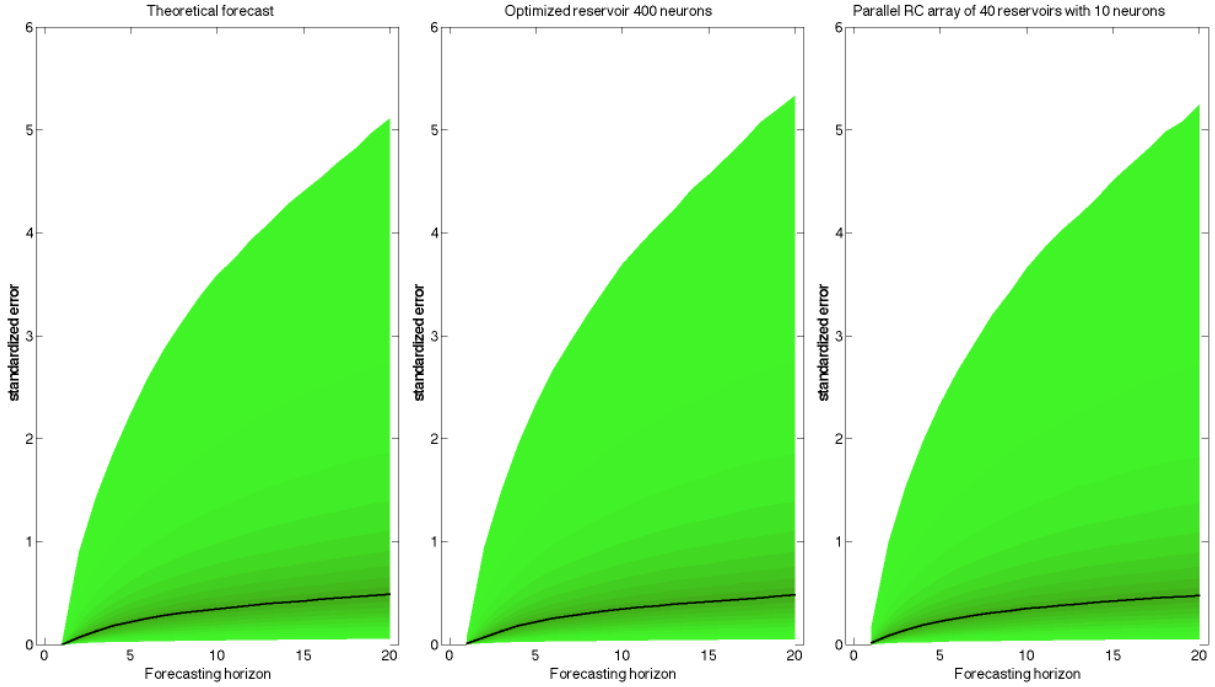 Theoretical forecast
6
5
4
3
2
1
0
standardized error
0 5 10 15 20
Forecasting horizon
Optimized reservoir 400 neurons
6
5
4
3
2
1
0
standardized error
0 5 10 15 20
Forecasting horizon
Parallel RC array of 40 reservoirs with 10 neurons
6
5
4
3
2
1
0
standardized error
0 5 10 15 20
Forecasting horizon